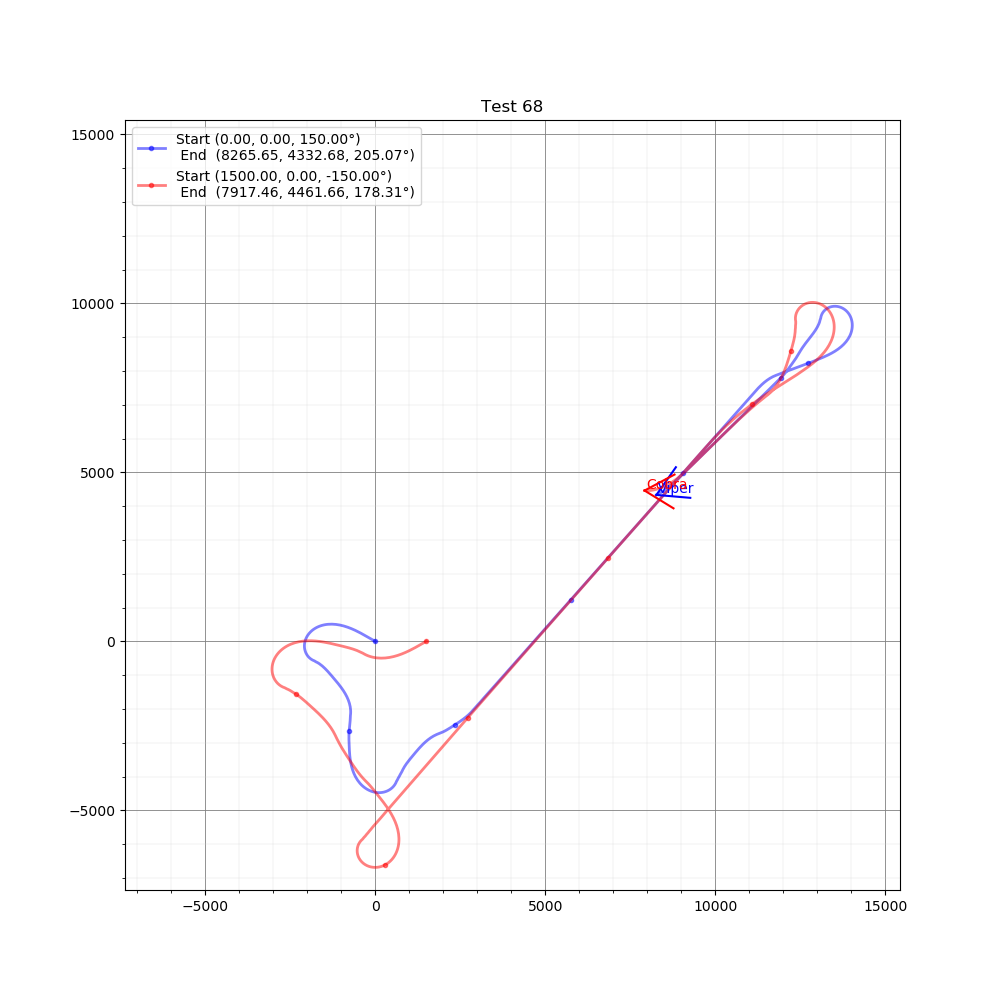 Test 68
Start (0.00, 0.00, 150.00°)
End  (8265.65, 4332.68, 205.07°)
Start (1500.00, 0.00, -150.00°)
End  (7917.46, 4461.66, 178.31°)
15000
10000
5000
0
−5000
Viper
−5000 0 5000 10000 15000